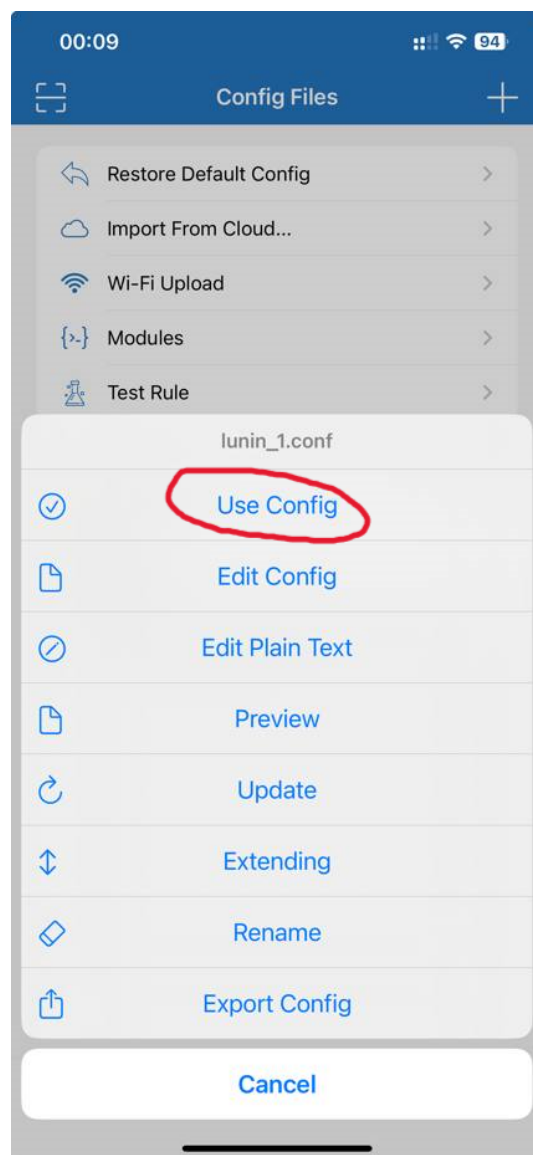 00:09
94
Config Files
Restore Default Config
Import From Cloud...
Wi-Fi Upload
Modules
Test Rule
lunin_1.conf
Use Config
Edit Config
Edit Plain Text
Preview
Update
Extending
Rename
Export Config
Cancel